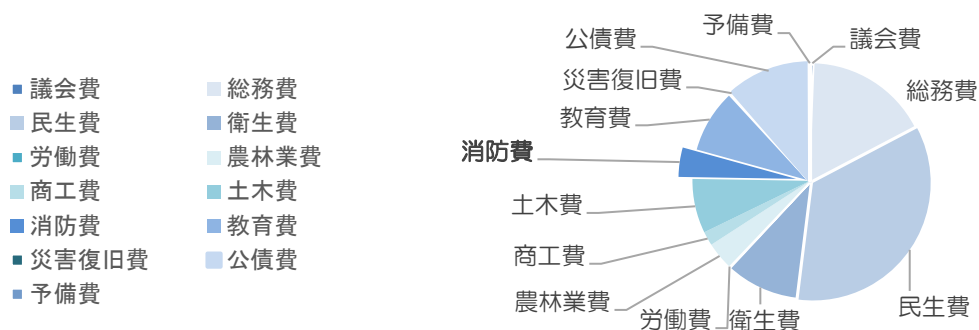 議会費
総務費
民生費
衛生費
労働費
農林業費
商工費
土木費
消防費
教育費
災害復旧費
公債費
予備費
予備費
議会費
公債費
災害復旧費
総務費
教育費
消防費
土木費
商工費
農林業費
労働費
衛生費
民生費